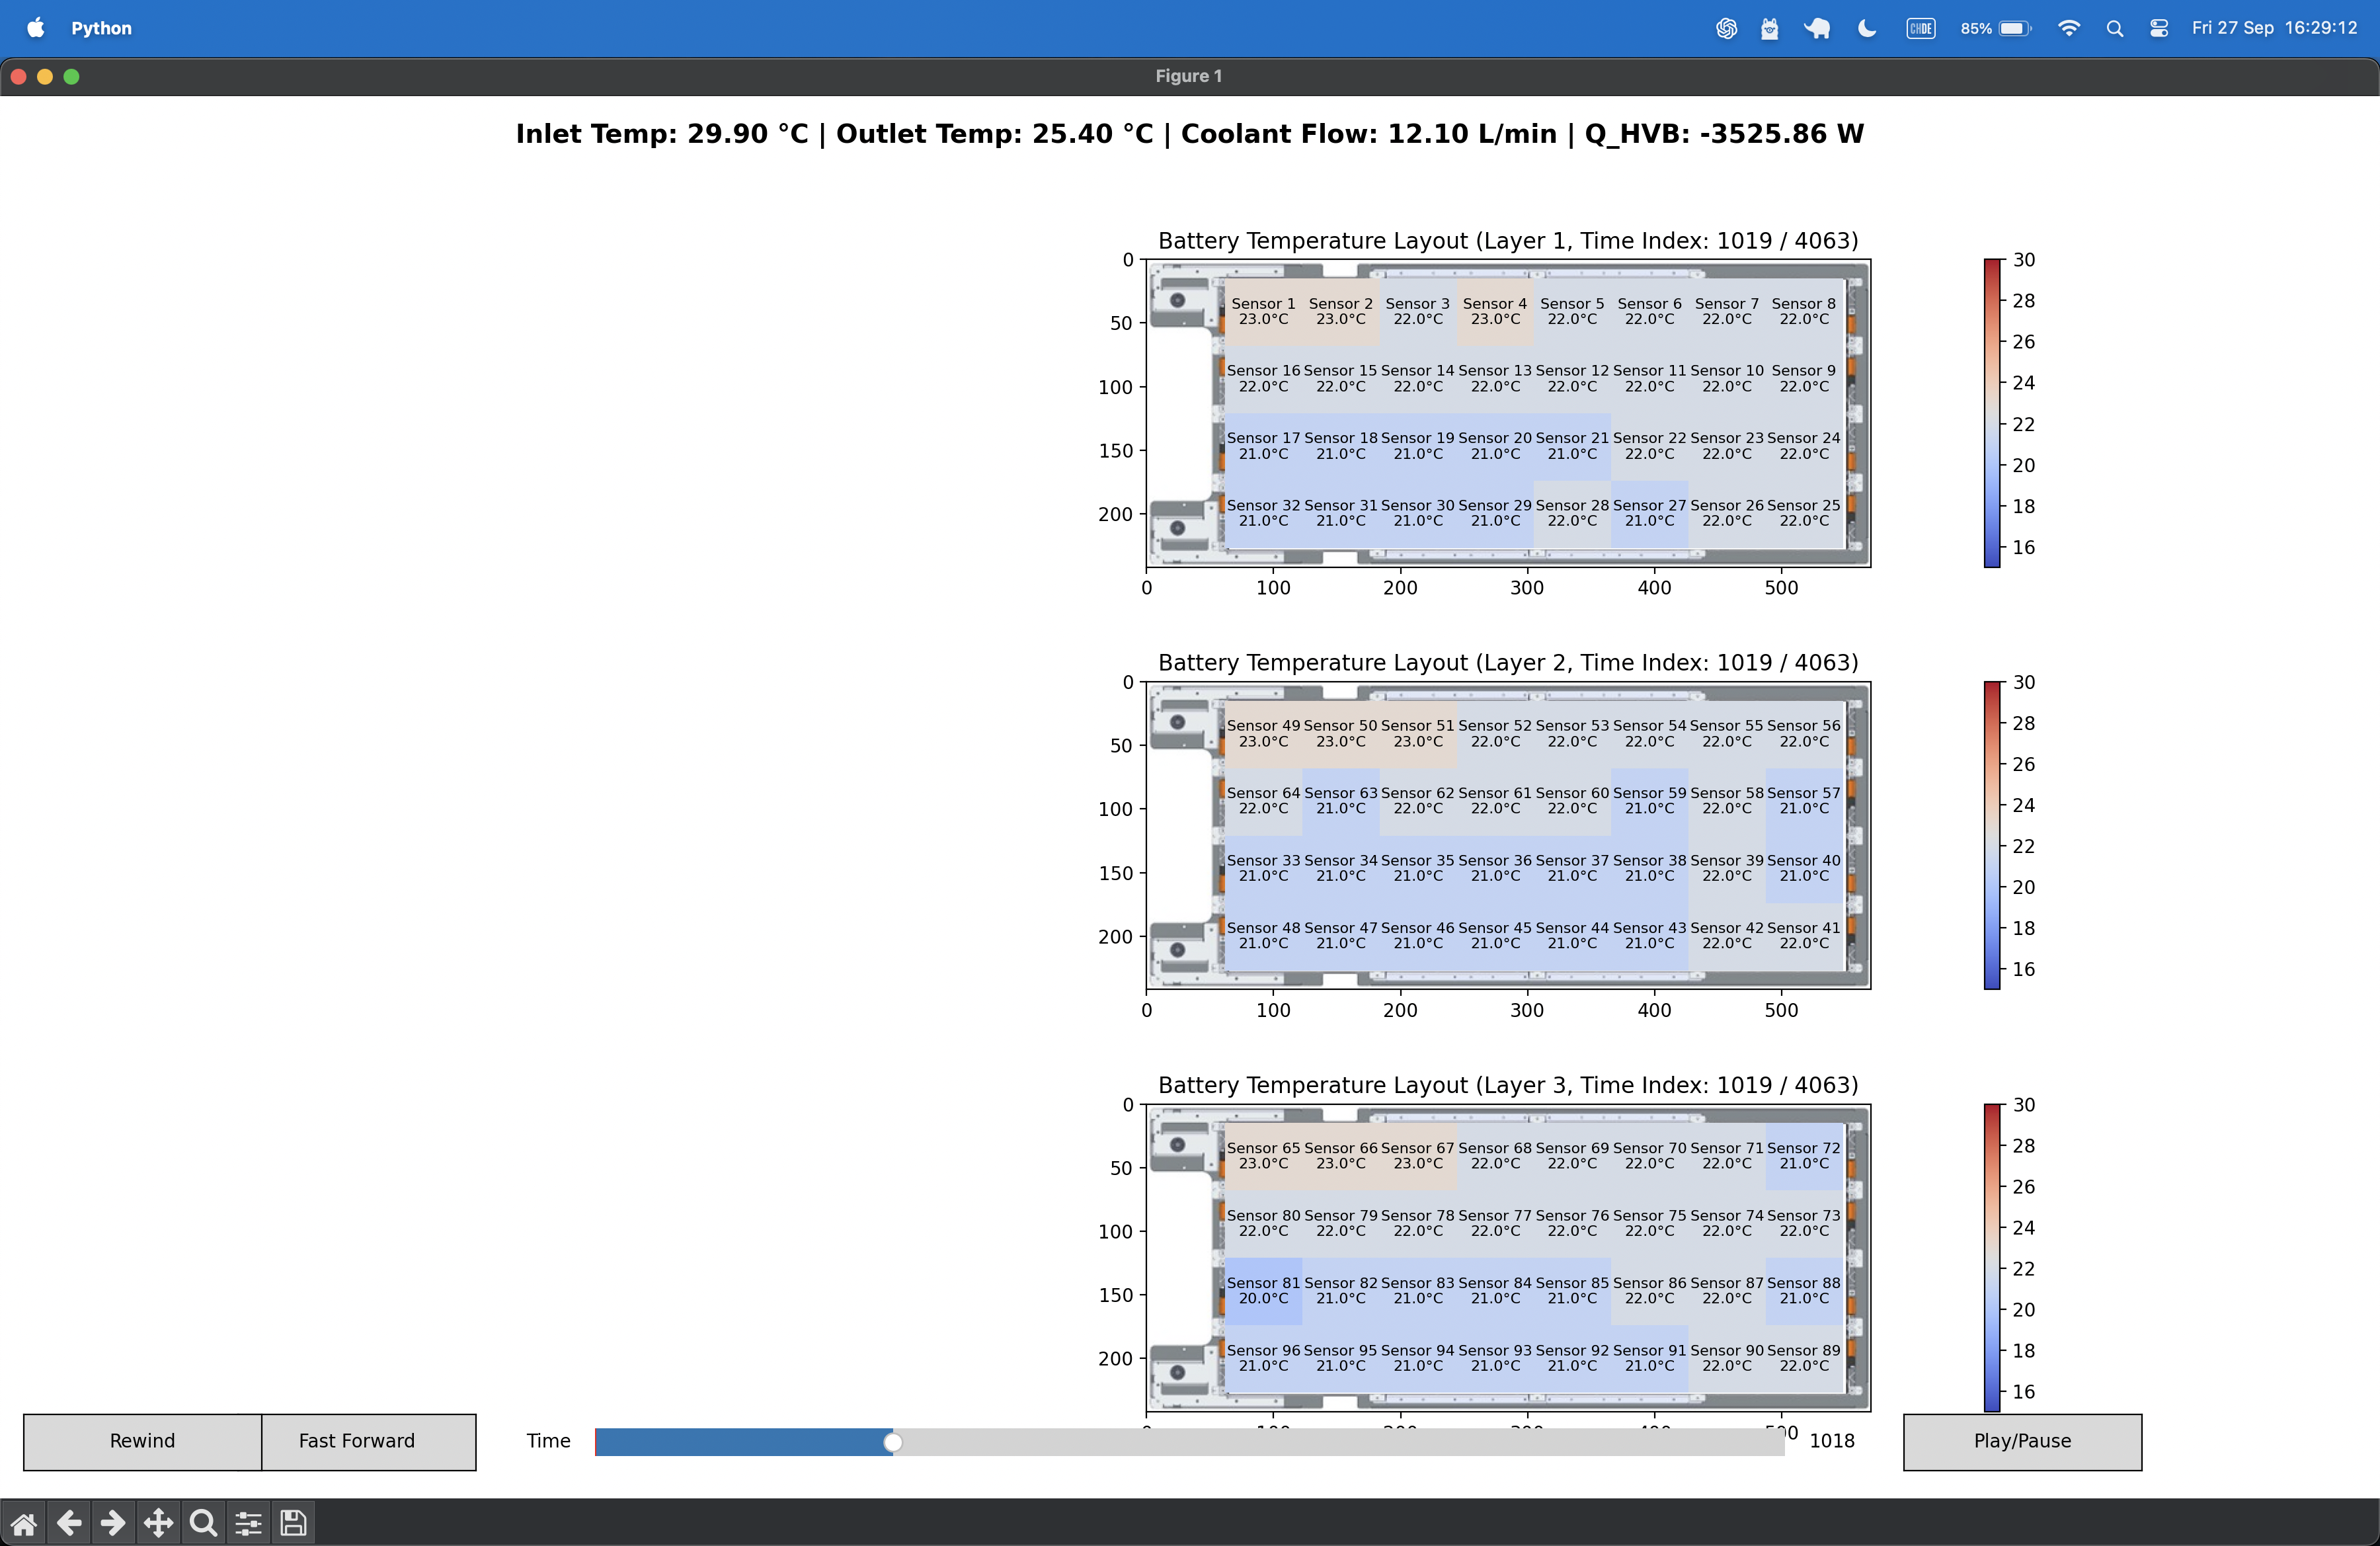 Python
CHDE
85%
Fri 27 Sep 16:29:12
Figure 1
Inlet Temp: 29.90 °C | Outlet Temp: 25.40 °C | Coolant Flow: 12.10 L/min | Q_HVB: -3525.86 W
Battery Temperature Layout (Layer 1, Time Index: 1019 / 4063)
0
50
100
150
200
Sensor 1 Sensor 2 Sensor 3 Sensor 4 Sensor 5 Sensor 6 Sensor 7 Sensor 8
23.0°C 23.0°C 22.0°C 23.0°C 22.0°C 22.0°C 22.0°C 22.0°C
Sensor 16 Sensor 15 Sensor 14 Sensor 13 Sensor 12 Sensor 11 Sensor 10 Sensor 9
22.0°C 22.0°C 22.0°C 22.0°C 22.0°C 22.0°C 22.0°C 22.0°C
Sensor 17 Sensor 18 Sensor 19 Sensor 20 Sensor 21 Sensor 22 Sensor 23 Sensor 24
21.0°C 21.0°C 21.0°C 21.0°C 21.0°C 22.0°C 22.0°C 22.0°C
Sensor 32 Sensor 31 Sensor 30 Sensor 29 Sensor 28 Sensor 27 Sensor 26 Sensor 25
21.0°C 21.0°C 21.0°C 21.0°C 22.0°C 21.0°C 22.0°C 22.0°C
0 100 200 300 400 500
30
28
26
24
22
20
18
16
Battery Temperature Layout (Layer 2, Time Index: 1019 / 4063)
0
50
100
150
200
Sensor 49 Sensor 50 Sensor 51 Sensor 52 Sensor 53 Sensor 54 Sensor 55 Sensor 56
23.0°C 23.0°C 23.0°C 22.0°C 22.0°C 22.0°C 22.0°C 22.0°C
Sensor 64 Sensor 63 Sensor 62 Sensor 61 Sensor 60 Sensor 59 Sensor 58 Sensor 57
22.0°C 21.0°C 22.0°C 22.0°C 22.0°C 21.0°C 22.0°C 21.0°C
Sensor 33 Sensor 34 Sensor 35 Sensor 36 Sensor 37 Sensor 38 Sensor 39 Sensor 40
21.0°C 21.0°C 21.0°C 21.0°C 21.0°C 21.0°C 22.0°C 21.0°C
Sensor 48 Sensor 47 Sensor 46 Sensor 45 Sensor 44 Sensor 43 Sensor 42 Sensor 41
21.0°C 21.0°C 21.0°C 21.0°C 21.0°C 21.0°C 22.0°C 22.0°C
0 100 200 300 400 500
30
28
26
24
22
20
18
16
Battery Temperature Layout (Layer 3, Time Index: 1019 / 4063)
0
50
100
150
200
Sensor 65 Sensor 66 Sensor 67 Sensor 68 Sensor 69 Sensor 70 Sensor 71 Sensor 72
23.0°C 23.0°C 23.0°C 22.0°C 22.0°C 22.0°C 22.0°C 21.0°C
Sensor 80 Sensor 79 Sensor 78 Sensor 77 Sensor 76 Sensor 75 Sensor 74 Sensor 73
22.0°C 22.0°C 22.0°C 22.0°C 22.0°C 22.0°C 22.0°C 22.0°C
Sensor 81 Sensor 82 Sensor 83 Sensor 84 Sensor 85 Sensor 86 Sensor 87 Sensor 88
20.0°C 21.0°C 21.0°C 21.0°C 21.0°C 22.0°C 22.0°C 21.0°C
Sensor 96 Sensor 95 Sensor 94 Sensor 93 Sensor 92 Sensor 91 Sensor 90 Sensor 89
21.0°C 21.0°C 21.0°C 21.0°C 21.0°C 21.0°C 22.0°C 22.0°C
30
28
26
24
22
20
18
16
Rewind
Fast Forward
Time
1018
Play/Pause